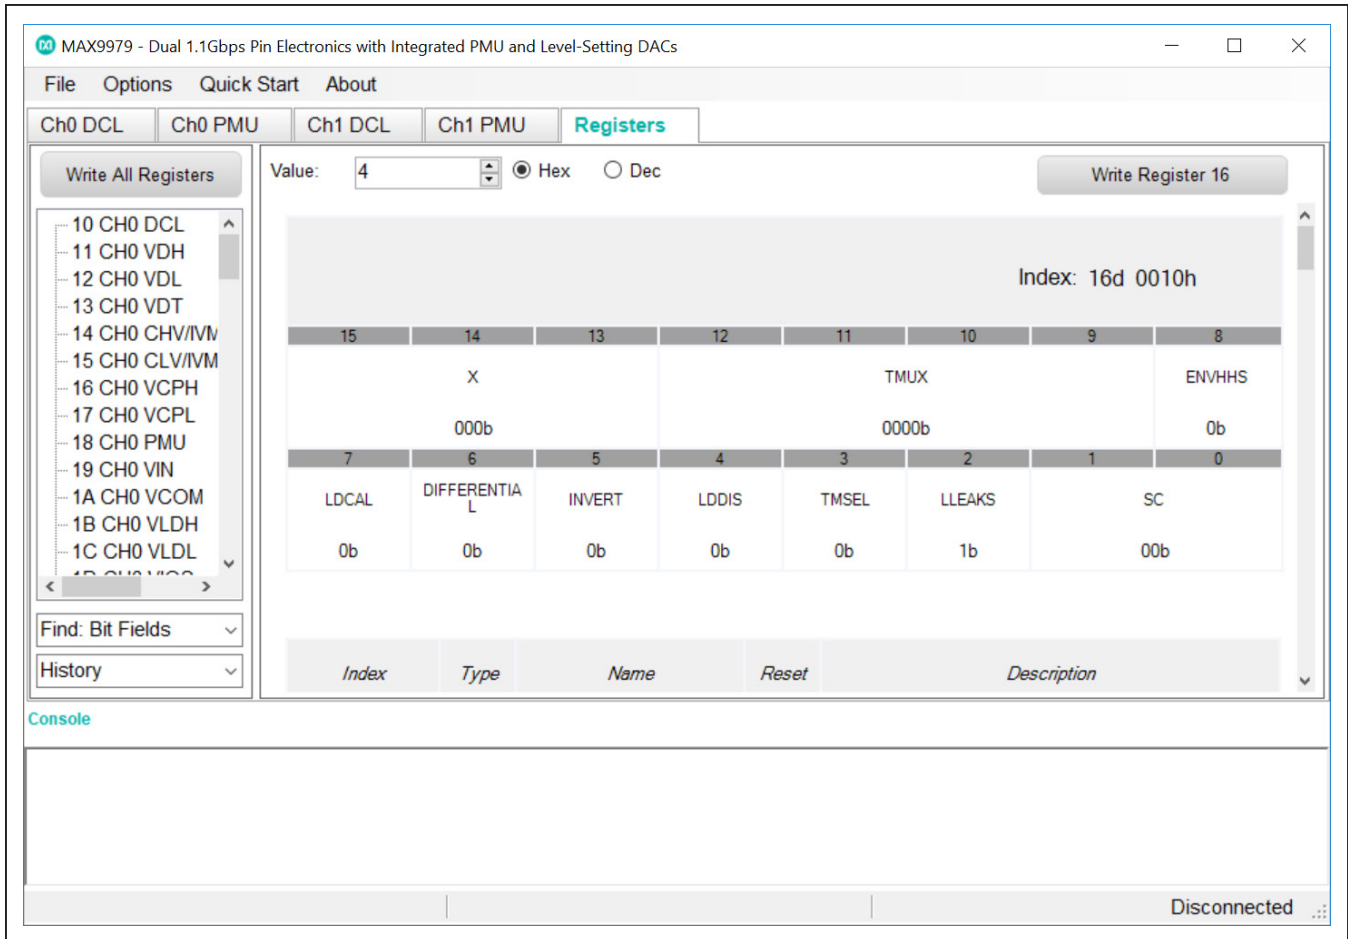 MAX9979 - Dual 1.1Gbps Pin Electronics with Integrated PMU and Level-Setting DACs
File Options Quick Start About
Ch0 DCL Ch0 PMU Ch1 DCL Ch1 PMU Registers
Write All Registers
10 CH0 DCL
11 CH0 VDH
12 CH0 VDL
13 CH0 VDT
14 CH0 CHV/IVM
15 CH0 CLV/IVM
16 CH0 VCPH
17 CH0 VCPL
18 CH0 PMU
19 CH0 VIN
1A CH0 VCOM
1B CH0 VLDH
1C CH0 VLDL
Find: Bit Fields
History
Value: 4 Hex Dec Write Register 16
Index: 16d 0010h
15 14 13 12 11 10 9 8
X TMUX ENVHHS
000b 0000b 0b
7 6 5 4 3 2 1 0
LDCAL DIFFERENTIA INVERT LDDIS TMSEL LLEAKS SC
L
0b 0b 0b 0b 0b 1b 00b
Index Type Name Reset Description
Console
Disconnected